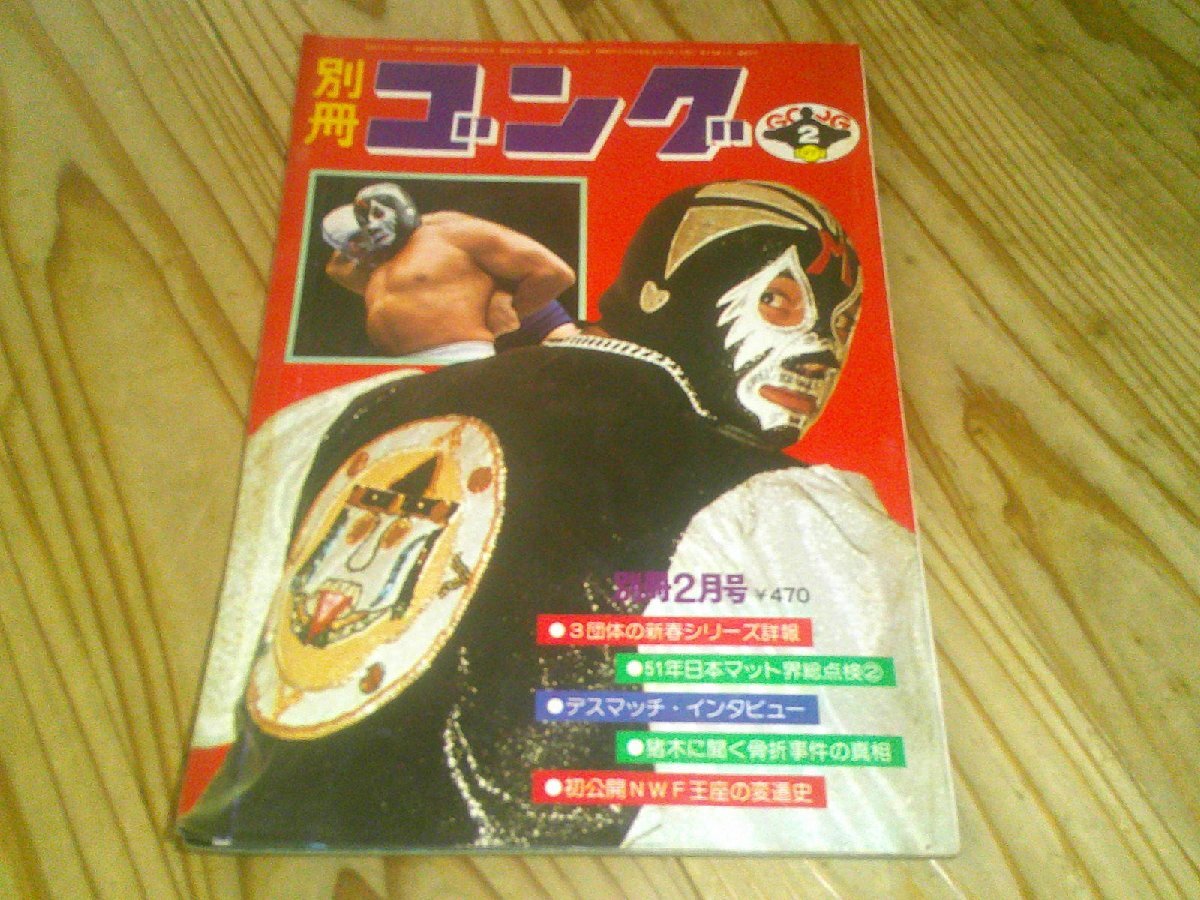 別冊
ゴング
GONG
2
M
別冊2月号 ¥470
●3団体の新春シリーズ詳報
●51年日本マット界総点検②
●デスマッチ・インタビュー
●猪木に聞く骨折事件の真相
●初公開NWF王座の変遷史